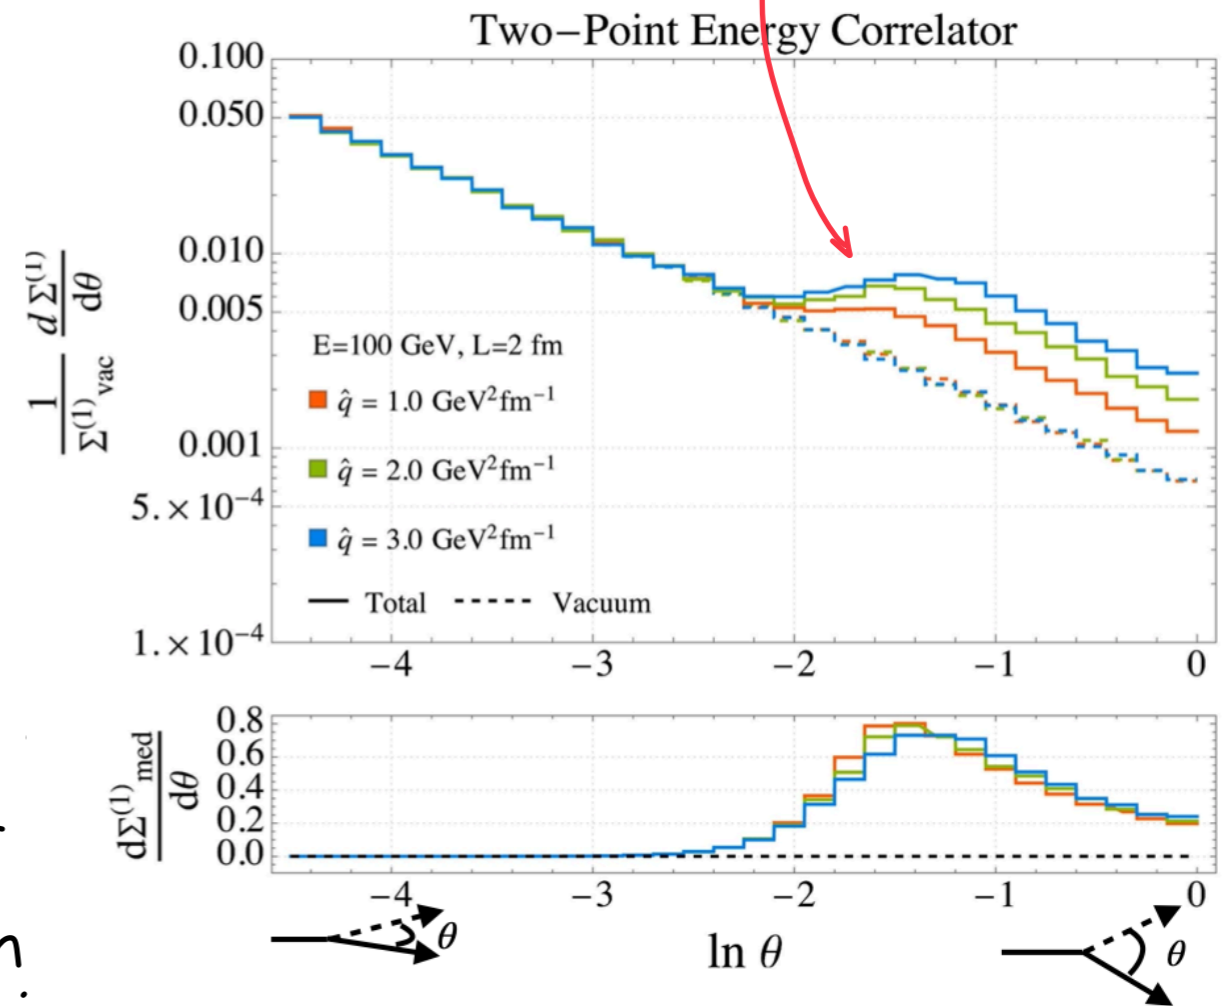 Two−Point Energy Correlator
0.100
0.050
0.010
0.005
0.001
5.×10⁻⁴
1.×10⁻⁴
1/Σ⁽¹⁾vac dΣ⁽¹⁾/dθ
E=100 GeV, L=2 fm
q̂ = 1.0 GeV²fm⁻¹
q̂ = 2.0 GeV²fm⁻¹
q̂ = 3.0 GeV²fm⁻¹
Total Vacuum
−4 −3 −2 −1 0
0.8
0.6
0.4
0.2
0.0
dΣ⁽¹⁾med/dθ
−4 −3 −2 −1 0
θ ln θ θ